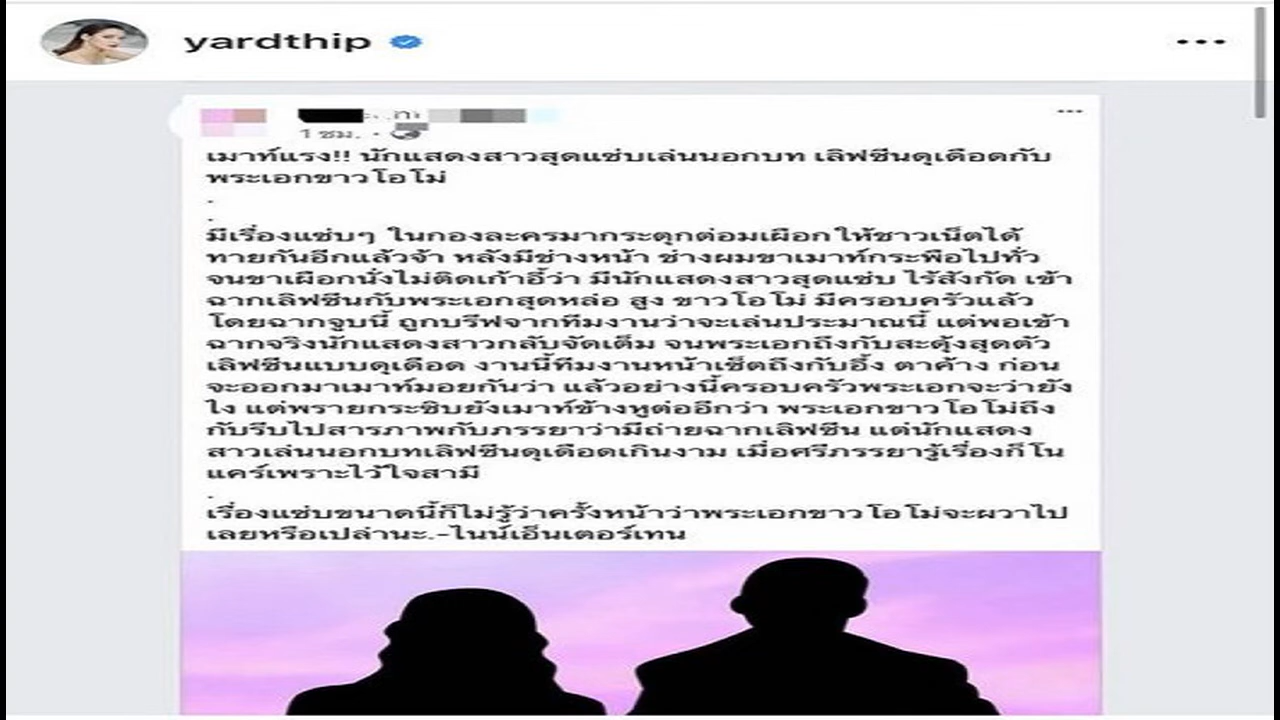 yardthip
1 ชม.
เมาท์แรง!! นักแสดงสาวสุดแซ่บเล่นนอกบท เลิฟซีนดุเดือดกับ
พระเอกขาวโอโม่
.
.
มีเรื่องแซ่บๆ ในกองละครมากระตุกต่อมเผือกให้ชาวเน็ตได้
ทายกันอีกแล้วจ้า หลังมีช่างหน้า ช่างผมขาเมาท์กระพือไปทั่ว
จนขาเผือกนั่งไม่ติดเก้าอี้ว่า มีนักแสดงสาวสุดแซ่บ ไร้สังกัด เข้า
ฉากเลิฟซีนกับพระเอกสุดหล่อ สูง ขาวโอโม่ มีครอบครัวแล้ว
โดยฉากจูบนี้ ถูกบรีฟจากทีมงานว่าจะเล่นประมาณนี้ แต่พอเข้า
ฉากจริงนักแสดงสาวกลับจัดเต็ม จนพระเอกถึงกับสะดุ้งสุดตัว
เลิฟซีนแบบดุเดือด งานนี้ทีมงานหน้าเซ็ตถึงกับอึ้ง ตาค้าง ก่อน
จะออกมาเมาท์มอยกันว่า แล้วอย่างนี้ครอบครัวพระเอกจะว่ายัง
ไง แต่พรายกระซิบยังเมาท์ข้างหูต่ออีกว่า พระเอกขาวโอโม่ถึง
กับรีบไปสารภาพกับภรรยาว่ามีถ่ายฉากเลิฟซีน แต่นักแสดง
สาวเล่นนอกบทเลิฟซีนดุเดือดเกินงาม เมื่อศรีภรรยารู้เรื่องก็โน
แคร์เพราะไว้ใจสามี
.
เรื่องแซ่บขนาดนี้ก็ไม่รู้ว่าครั้งหน้าว่าพระเอกขาวโอโม่จะผวาไป
เลยหรือเปล่านะ.-ไนน์เอ็นเตอร์เทน